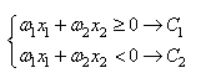 ω₁x₁ + ω₂x₂ ≥ 0 → C₁
ω₁x₁ + ω₂x₂ < 0 → C₂